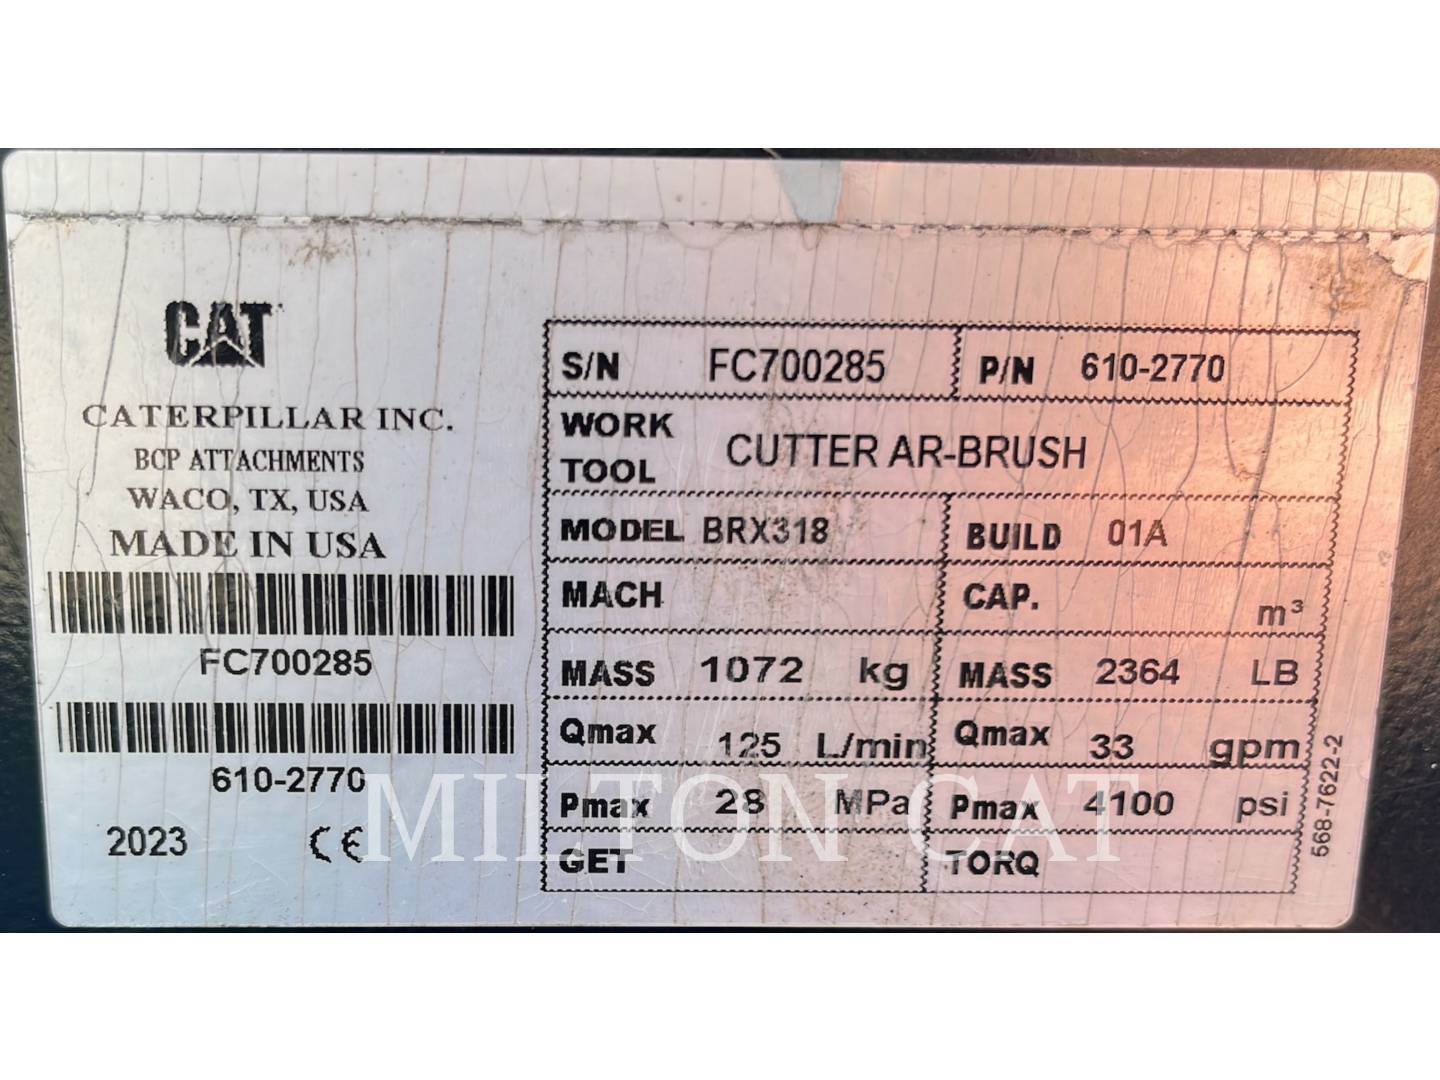 CAT
CATERPILLAR INC.
BCP ATTACHMENTS
WACO, TX, USA
MADE IN USA
FC700285
610-2770
2023 CE
S/N FC700285 P/N 610-2770
WORK TOOL CUTTER AR-BRUSH
MODEL BRX318 BUILD 01A
MACH CAP. m³
MASS 1072 kg MASS 2364 LB
Qmax 125 L/min Qmax 33 gpm
Pmax 28 MPa Pmax 4100 psi
GET TORQ
568-7622-2
MILTON CAT